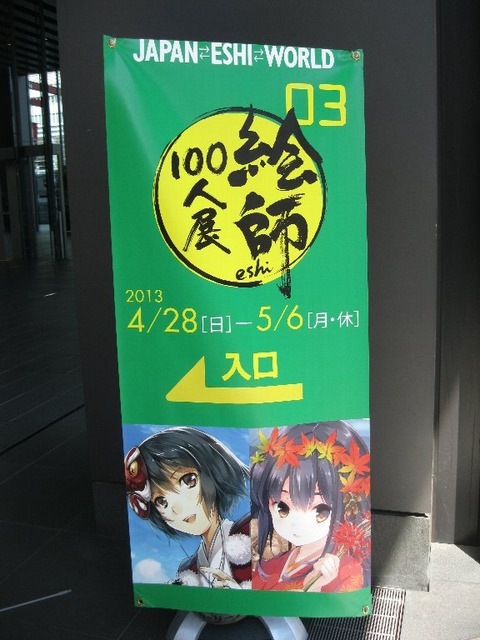 JAPAN⇄ESHI⇄WORLD
03
絵師100人展
eshi
2013
4/28[日]―5/6[月・休]
入口